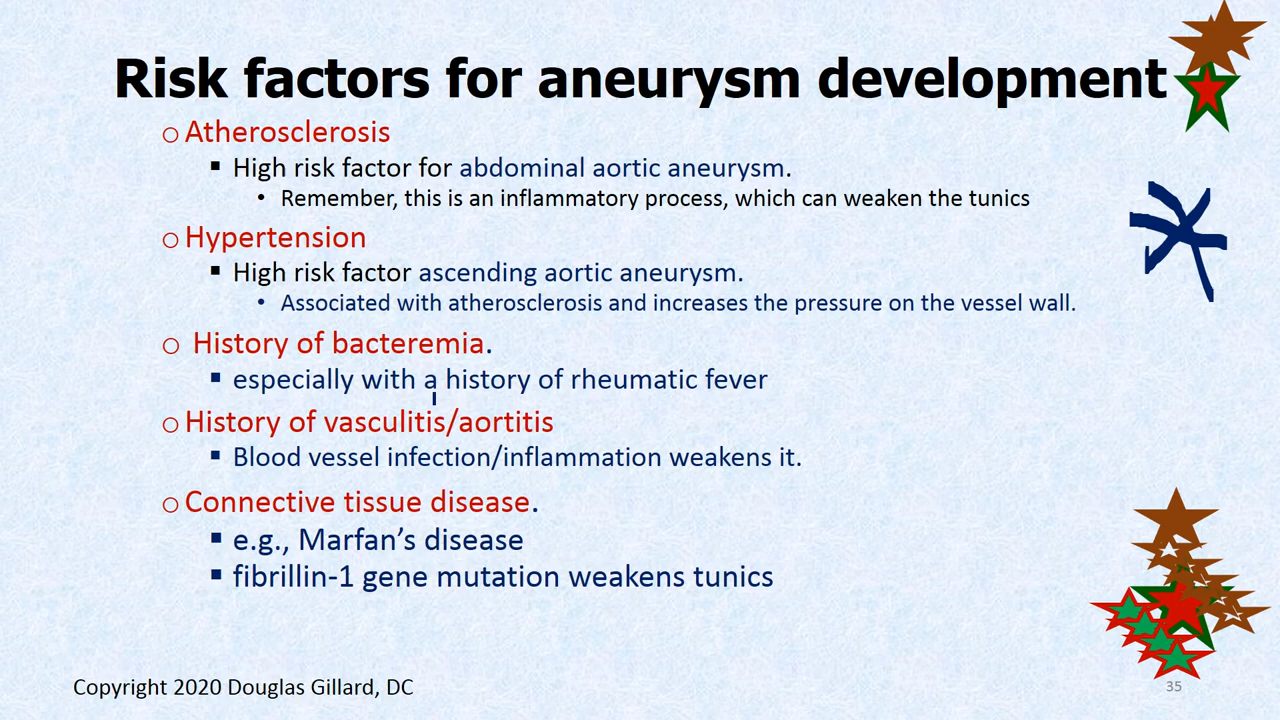 Risk factors for aneurysm development
Atherosclerosis
High risk factor for abdominal aortic aneurysm.
Remember, this is an inflammatory process, which can weaken the tunics
Hypertension
High risk factor ascending aortic aneurysm.
Associated with atherosclerosis and increases the pressure on the vessel wall.
History of bacteremia.
especially with a history of rheumatic fever
History of vasculitis/aortitis
Blood vessel infection/inflammation weakens it.
Connective tissue disease.
e.g., Marfan’s disease
fibrillin-1 gene mutation weakens tunics
Copyright 2020 Douglas Gillard, DC
35